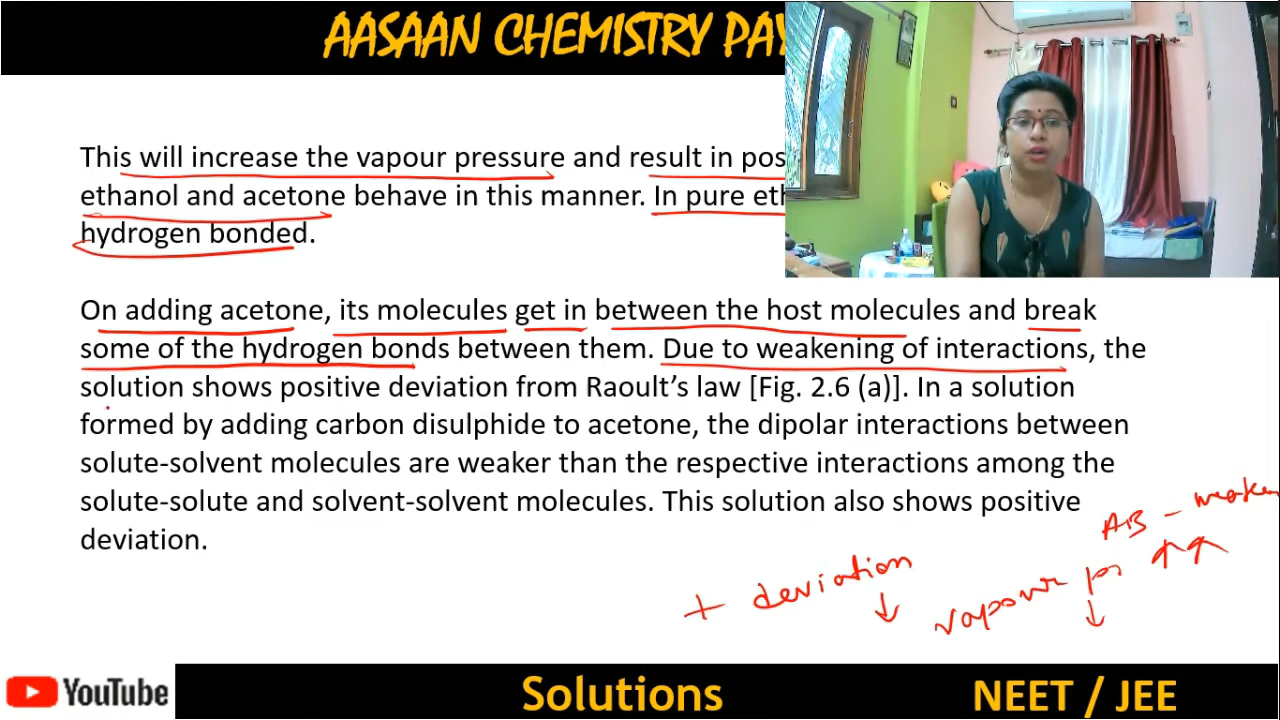 AASAAN CHEMISTRY PAY
This will increase the vapour pressure and result in pos
ethanol and acetone behave in this manner. In pure eth
hydrogen bonded.
On adding acetone, its molecules get in between the host molecules and break
some of the hydrogen bonds between them. Due to weakening of interactions, the
solution shows positive deviation from Raoult’s law [Fig. 2.6 (a)]. In a solution
formed by adding carbon disulphide to acetone, the dipolar interactions between
solute-solvent molecules are weaker than the respective interactions among the
solute-solute and solvent-solvent molecules. This solution also shows positive
deviation.
AB - weaker
+ deviation ↓ vapour pr ↑↑
↓
YouTube Solutions NEET / JEE